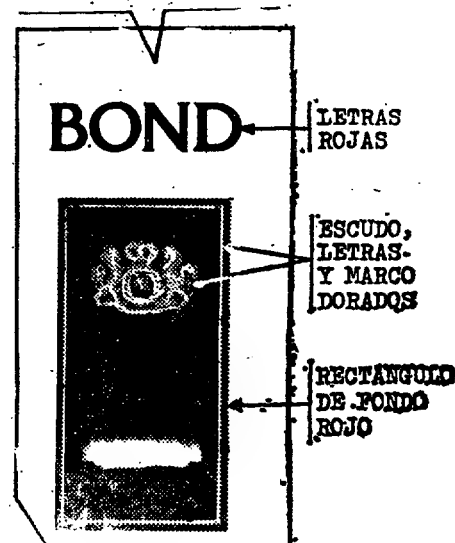 BOND
LETRAS
ROJAS
ESCUDO,
LETRAS-
Y MARCO
DORADOS
RECTANGULO
DE FONDO
ROJO